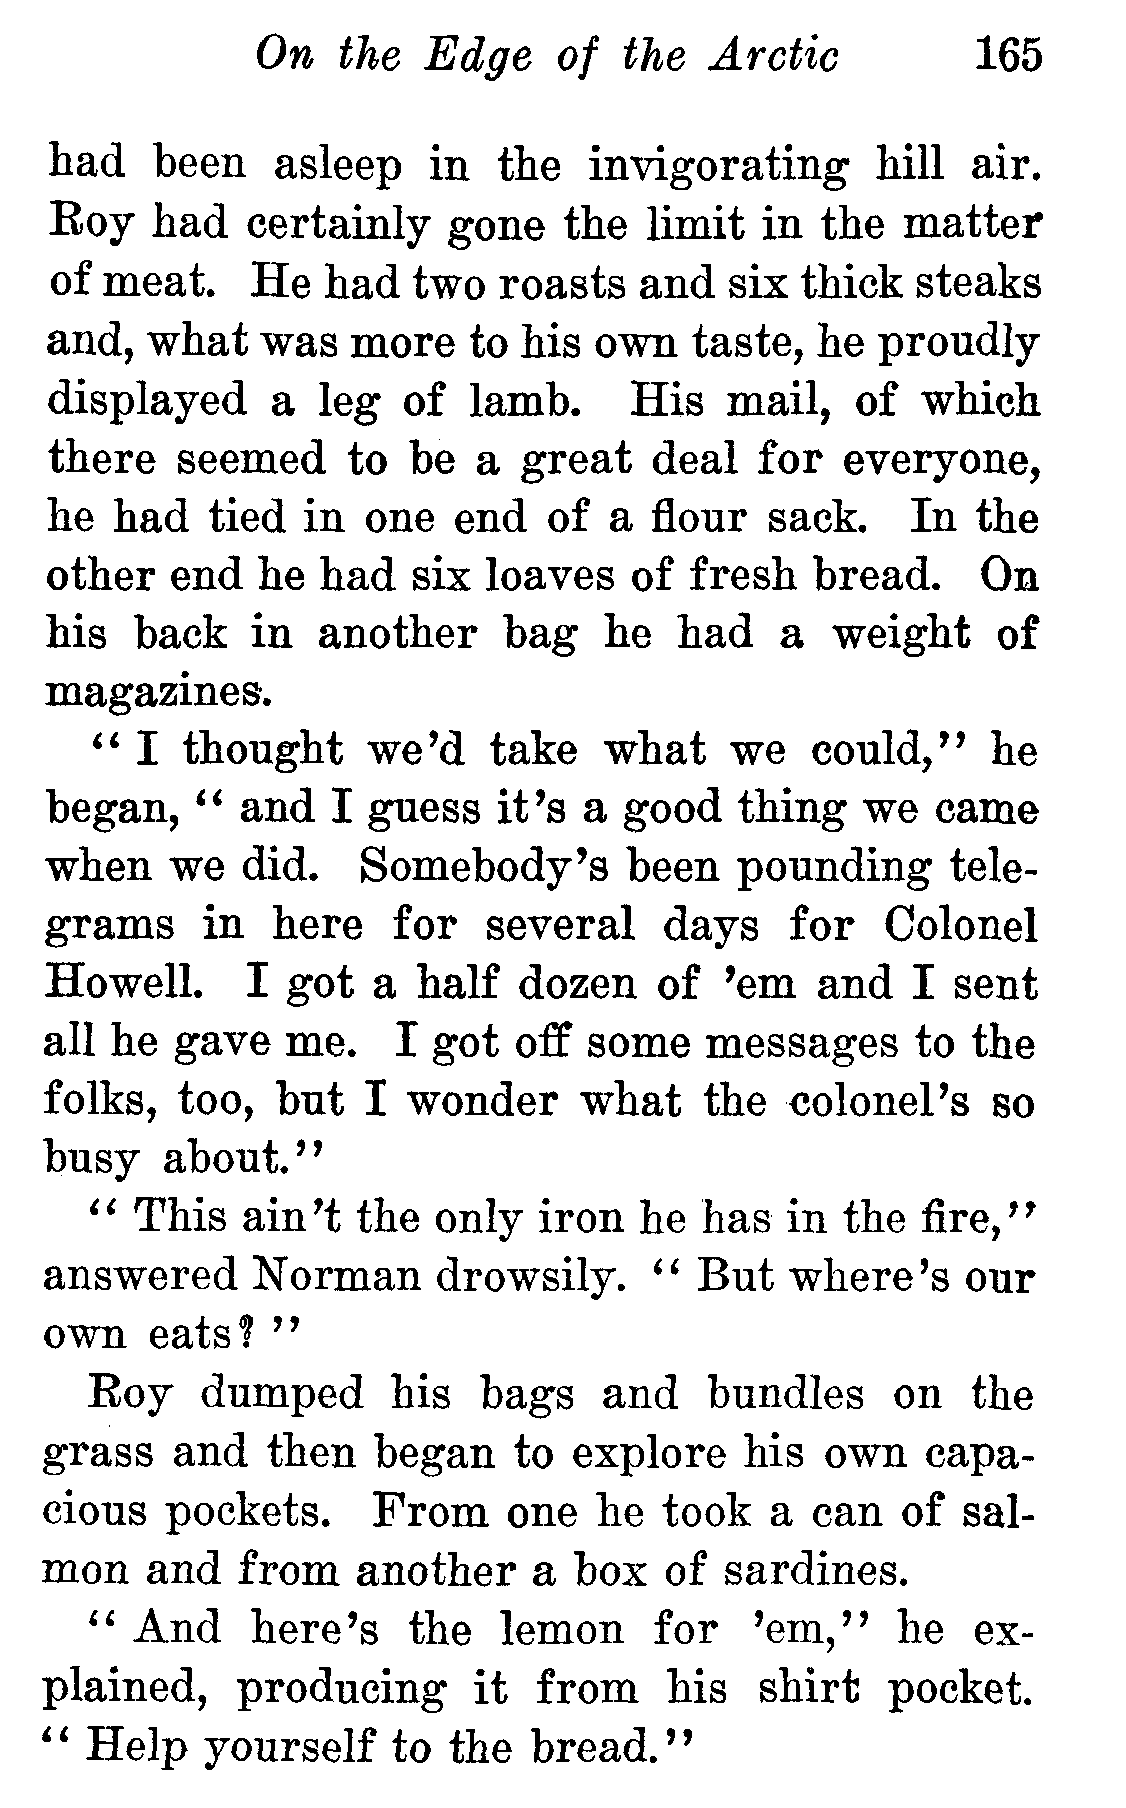 On the Edge of the Arctic 165
had been asleep in the invigorating hill air.
Roy had certainly gone the limit in the matter
of meat. He had two roasts and six thick steaks
and, what was more to his own taste, he proudly
displayed a leg of lamb. His mail, of which
there seemed to be a great deal for everyone,
he had tied in one end of a flour sack. In the
other end he had six loaves of fresh bread. On
his back in another bag he had a weight of
magazines.
“ I thought we’d take what we could,” he
began, “ and I guess it’s a good thing we came
when we did. Somebody’s been pounding tele-
grams in here for several days for Colonel
Howell. I got a half dozen of ’em and I sent
all he gave me. I got off some messages to the
folks, too, but I wonder what the colonel’s so
busy about.”
“ This ain’t the only iron he has in the fire,”
answered Norman drowsily. “ But where’s our
own eats? ”
Roy dumped his bags and bundles on the
grass and then began to explore his own capa-
cious pockets. From one he took a can of sal-
mon and from another a box of sardines.
“ And here’s the lemon for ’em,” he ex-
plained, producing it from his shirt pocket.
“ Help yourself to the bread.”